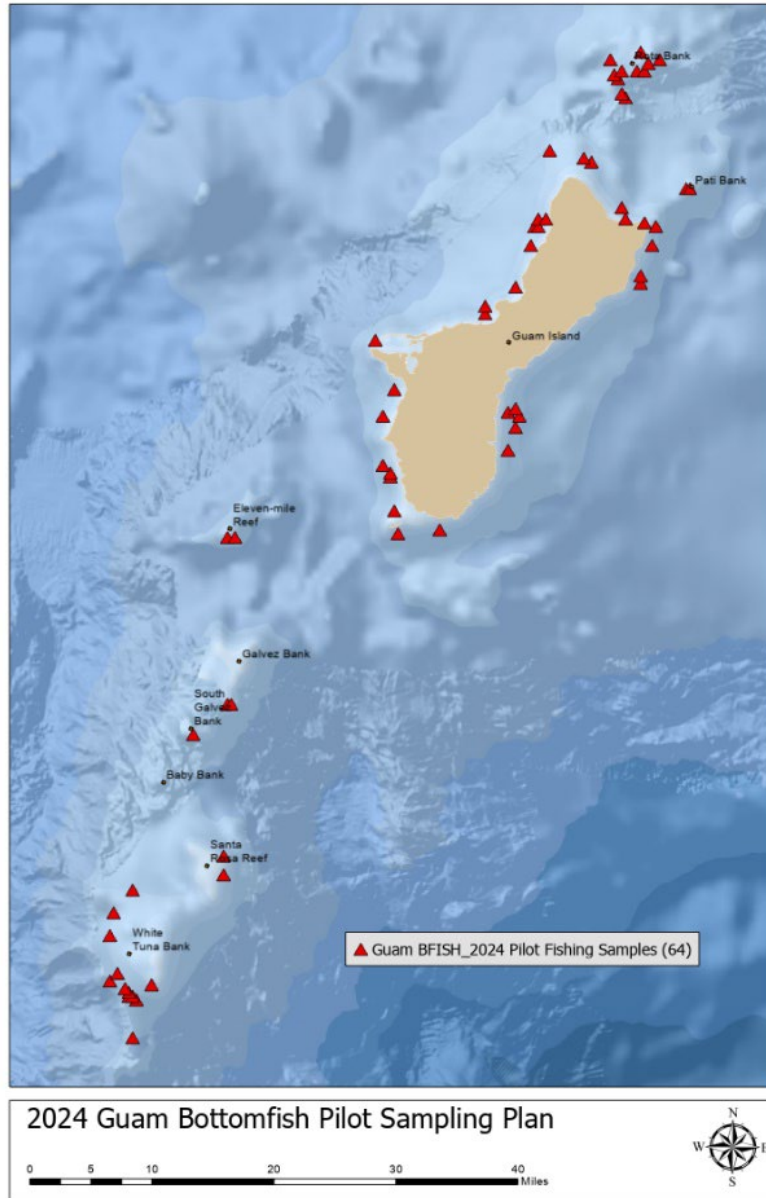 Rota Bank
Pati Bank
Guam Island
Eleven-mile
Reef
Galvez Bank
South
Galvez
Bank
Baby Bank
Santa
Rosa Reef
White
Tuna Bank
Guam BFISH_2024 Pilot Fishing Samples (64)
2024 Guam Bottomfish Pilot Sampling Plan
N
W E
S
0 5 10 20 30 40
Miles